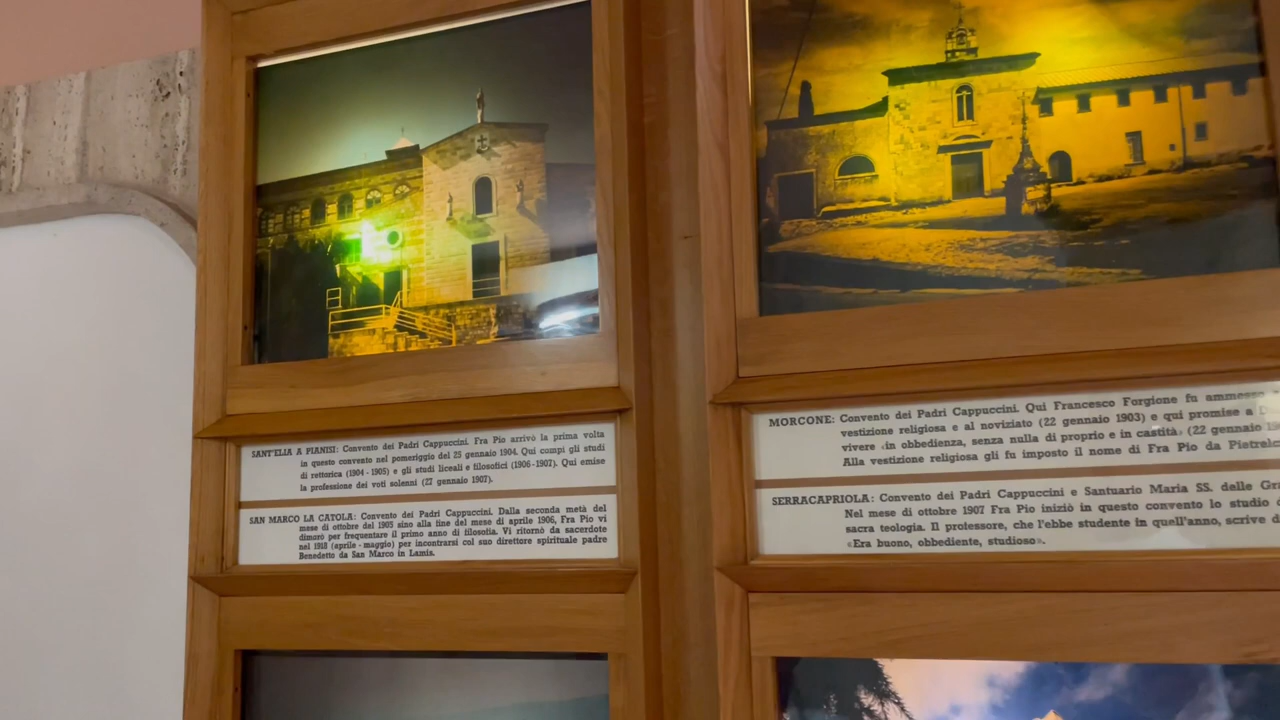 SANT'ELIA A PIANISI: Convento dei Padri Cappuccini. Fra Pio arrivò la prima volta
in questo convento nel pomeriggio del 25 gennaio 1904. Qui compì gli studi
di rettorica (1904 - 1905) e gli studi liceali e filosofici (1906 - 1907). Qui emise
la professione dei voti solenni (27 gennaio 1907).
SAN MARCO LA CATOLA: Convento dei Padri Cappuccini. Dalla seconda metà del
mese di ottobre del 1905 sino alla fine del mese di aprile 1906, Fra Pio vi
dimorò per frequentare il primo anno di filosofia. Vi ritornò da sacerdote
nel 1918 (aprile - maggio) per incontrarsi col suo direttore spirituale padre
Benedetto da San Marco in Lamis.
MORCONE: Convento dei Padri Cappuccini. Qui Francesco Forgione fu
vestizione religiosa e al noviziato (22 gennaio 1903) e qui promise a
vivere «in obbedienza, senza nulla di proprio e in castità» (22 gennaio
Alla vestizione religiosa gli fu imposto il nome di Fra Pio da
SERRACAPRIOLA: Convento dei Padri Cappuccini e Santuario Maria SS. delle
Nel mese di ottobre 1907 Fra Pio iniziò in questo convento lo studio
sacra teologia. Il professore, che l'ebbe studente in quell'anno, scrive
«Era buono, obbediente, studioso».